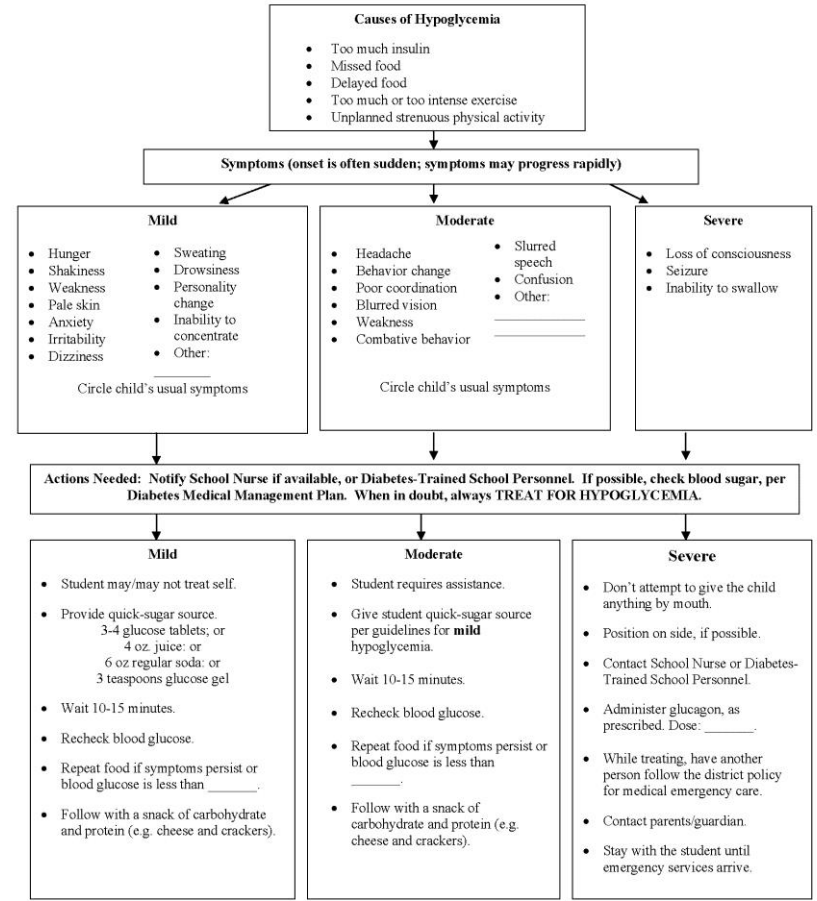 Causes of Hypoglycemia
• Too much insulin
• Missed food
• Delayed food
• Too much or too intense exercise
• Unplanned strenuous physical activity
Symptoms (onset is often sudden; symptoms may progress rapidly)
Mild
• Hunger
• Shakiness
• Weakness
• Pale skin
• Anxiety
• Irritability
• Dizziness
• Sweating
• Drowsiness
• Personality
change
• Inability to
concentrate
• Other:
_________
Circle child's usual symptoms
Moderate
• Headache
• Behavior change
• Poor coordination
• Blurred vision
• Weakness
• Combative behavior
• Slurred
speech
• Confusion
• Other:
______________
______________
Circle child's usual symptoms
Severe
• Loss of consciousness
• Seizure
• Inability to swallow
Actions Needed: Notify School Nurse if available, or Diabetes-Trained School Personnel. If possible, check blood sugar, per
Diabetes Medical Management Plan. When in doubt, always TREAT FOR HYPOGLYCEMIA.
Mild
• Student may/may not treat self.
• Provide quick-sugar source.
3-4 glucose tablets; or
4 oz. juice: or
6 oz regular soda: or
3 teaspoons glucose gel
• Wait 10-15 minutes.
• Recheck blood glucose.
• Repeat food if symptoms persist or
blood glucose is less than _______.
• Follow with a snack of carbohydrate
and protein (e.g. cheese and crackers).
Moderate
• Student requires assistance.
• Give student quick-sugar source
per guidelines for mild
hypoglycemia.
• Wait 10-15 minutes.
• Recheck blood glucose.
• Repeat food if symptoms persist or
blood glucose is less than
_______.
• Follow with a snack of
carbohydrate and protein (e.g.
cheese and crackers).
Severe
• Don't attempt to give the child
anything by mouth.
• Position on side, if possible.
• Contact School Nurse or Diabetes-
Trained School Personnel.
• Administer glucagon, as
prescribed. Dose: _______.
• While treating, have another
person follow the district policy
for medical emergency care.
• Contact parents/guardian.
• Stay with the student until
emergency services arrive.